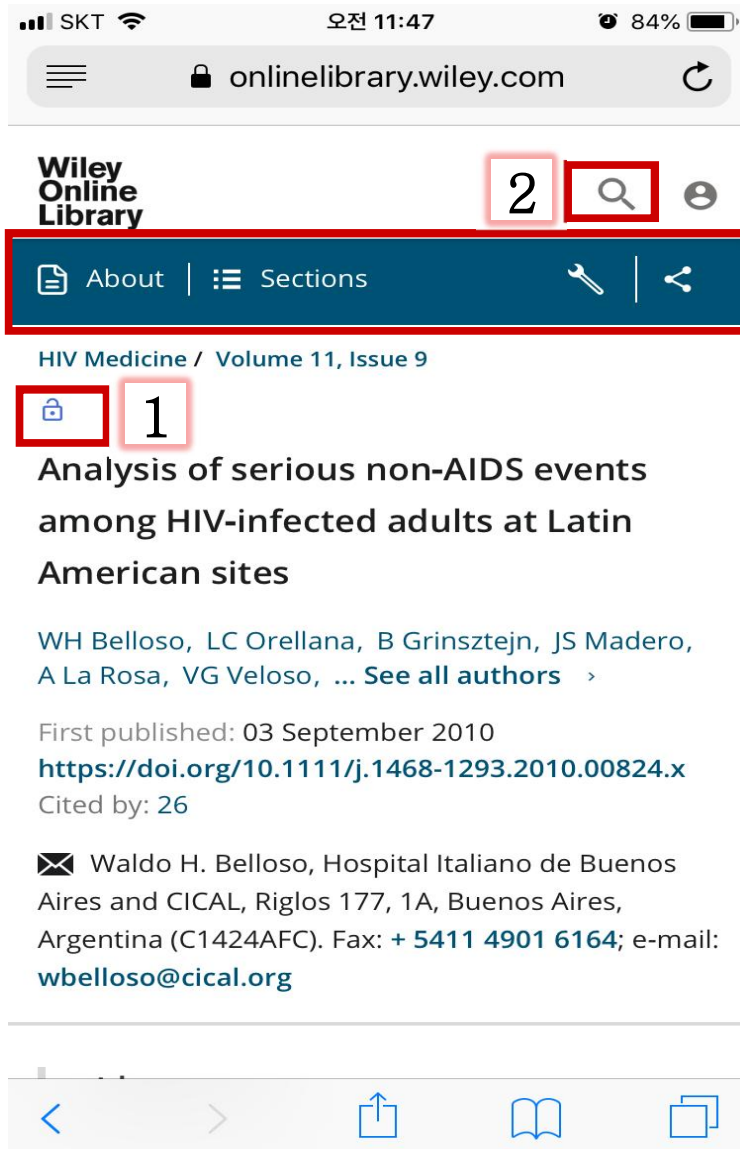 SKT 오전 11:47 84%
onlinelibrary.wiley.com
Wiley
Online
Library
2
About Sections
HIV Medicine / Volume 11, Issue 9
1
Analysis of serious non-AIDS events
among HIV-infected adults at Latin
American sites
WH Belloso, LC Orellana, B Grinsztejn, JS Madero,
A La Rosa, VG Veloso, ... See all authors ›
First published: 03 September 2010
https://doi.org/10.1111/j.1468-1293.2010.00824.x
Cited by: 26
Waldo H. Belloso, Hospital Italiano de Buenos
Aires and CICAL, Riglos 177, 1A, Buenos Aires,
Argentina (C1424AFC). Fax: + 5411 4901 6164; e-mail:
wbelloso@cical.org